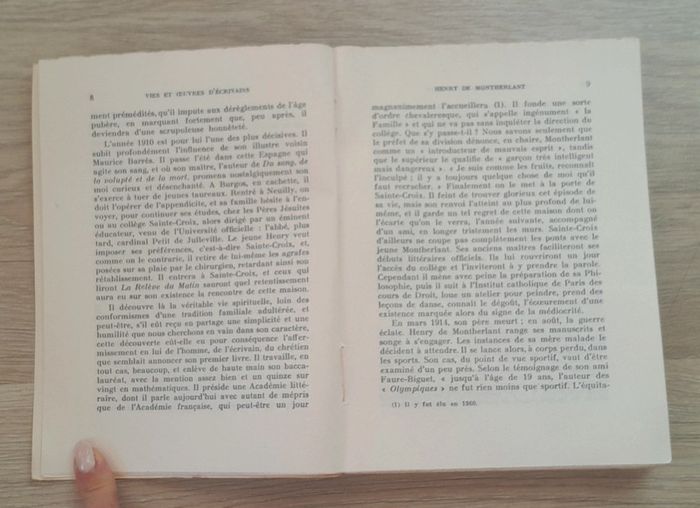 8
VIES ET ŒUVRES D'ÉCRIVAINS
ment prémédités, qu'il impute aux dérèglements de l'âge
pubère, en marquant fortement que, peu après, il
deviendra d'une scrupuleuse honnêteté.
L'année 1910 est pour lui l'une des plus décisives. Il
subit profondément l'influence de son illustre voisin
Maurice Barrès. Il passe l'été dans cette Espagne qui
agite son sang, et où son maître, l'auteur de Du sang, de
la volupté et de la mort, promena nostalgiquement son
moi curieux et désenchanté. A Burgos, en cachette, il
s'exerce à tuer de jeunes taureaux. Rentré à Neuilly, on
doit l'opérer de l'appendicite, et sa famille hésite à l'en-
voyer, pour continuer ses études, chez les Pères Jésuites
ou au collège Sainte-Croix, alors dirigé par un éminent
éducateur, venu de l'Université officielle : l'abbé, plus
tard, cardinal Petit de Julleville. Le jeune Henry veut
imposer ses préférences, c'est-à-dire Sainte-Croix, et,
comme on le contrarie, il retire de lui-même les agrafes
posées sur sa plaie par le chirurgien, retardant ainsi son
rétablissement. Il entrera à Sainte-Croix, et ceux qui
liront La Relève du Matin sauront quel retentissement
aura eu sur son existence la rencontre de cette maison.
Il découvre là la véritable vie spirituelle, loin des
conformismes d'une tradition familiale adultérée, et
peut-être, s'il eût reçu en partage une simplicité et une
humilité que nous cherchons en vain dans son caractère,
cette découverte eût-elle eu pour conséquence l'affer-
missement en lui de l'homme, de l'écrivain, du chrétien
que semblait annoncer son premier livre. Il travaille, en
tout cas, beaucoup, et enlève de haute main son bacca-
lauréat, avec la mention assez bien et un quinze sur
vingt en mathématiques. Il préside une Académie litté-
raire, dont il parle aujourd'hui avec autant de mépris
que de l'Académie française, qui peut-être un jour
HENRY DE MONTHERLANT
9
magnanimement l'accueillera (1). Il fonde une sorte
d'ordre chevaleresque, qui s'appelle ingénument « la
Famille » et qui ne va pas sans inquiéter la direction du
collège. Que s'y passe-t-il ? Nous savons seulement que
le préfet de sa division dénonce, en chaire, Montherlant
comme un « introducteur de mauvais esprit », tandis
que le supérieur le qualifie de « garçon très intelligent
mais dangereux ». « Je suis comme les fruits, reconnaît
l'inculpé ; il y a toujours quelque chose de moi qu'il
faut recracher. » Finalement on le met à la porte de
Sainte-Croix. Il feint de trouver glorieux cet épisode de
sa vie, mais son renvoi l'atteint au plus profond de lui-
même, et il garde un tel regret de cette maison dont on
l'écarte qu'on le verra, l'année suivante, accompagné
d'un ami, en longer tristement les murs. Sainte-Croix
d'ailleurs ne coupe pas complètement les ponts avec le
jeune Montherlant. Ses anciens maîtres faciliteront ses
débuts littéraires officiels. Ils lui rouvriront un jour
l'accès du collège et l'inviteront à y prendre la parole.
Cependant il mène avec peine la préparation de sa Phi-
losophie, puis il suit à l'Institut catholique de Paris des
cours de Droit, loue un atelier pour peindre, prend des
leçons de danse, connaît le dégoût, l'écœurement d'une
existence marquée alors du signe de la médiocrité.
En mars 1914, son père meurt ; en août, la guerre
éclate. Henry de Montherlant range ses manuscrits et
songe à s'engager. Les instances de sa mère malade le
décident à attendre. Il se lance alors, à corps perdu, dans
les sports. Son cas, du point de vue sportif, vaut d'être
examiné d'un peu près. Selon le témoignage de son ami
Faure-Biguet, « jusqu'à l'âge de 19 ans, l'auteur des
« Olympiques » ne fut rien moins que sportif. L'équita-
(1) Il y fut élu en 1960.